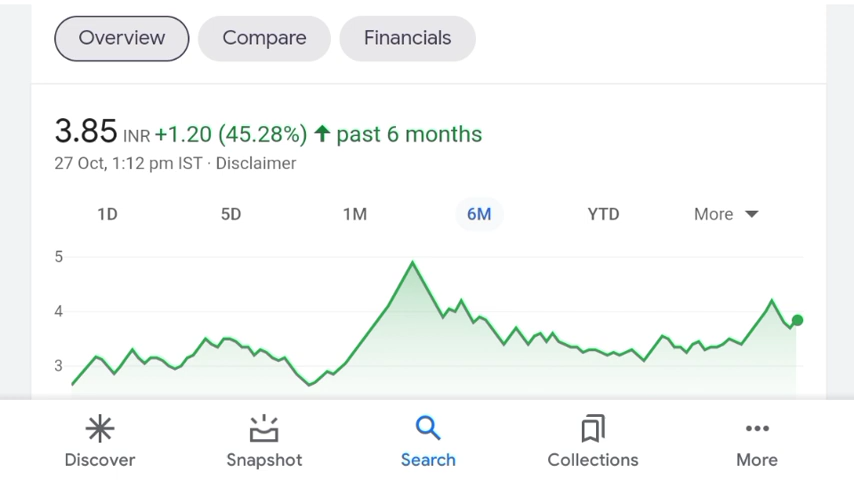 Overview Compare Financials
3.85 INR +1.20 (45.28%) ↑ past 6 months
27 Oct, 1:12 pm IST · Disclaimer
1D 5D 1M 6M YTD More
5
4
3
Discover Snapshot Search Collections More